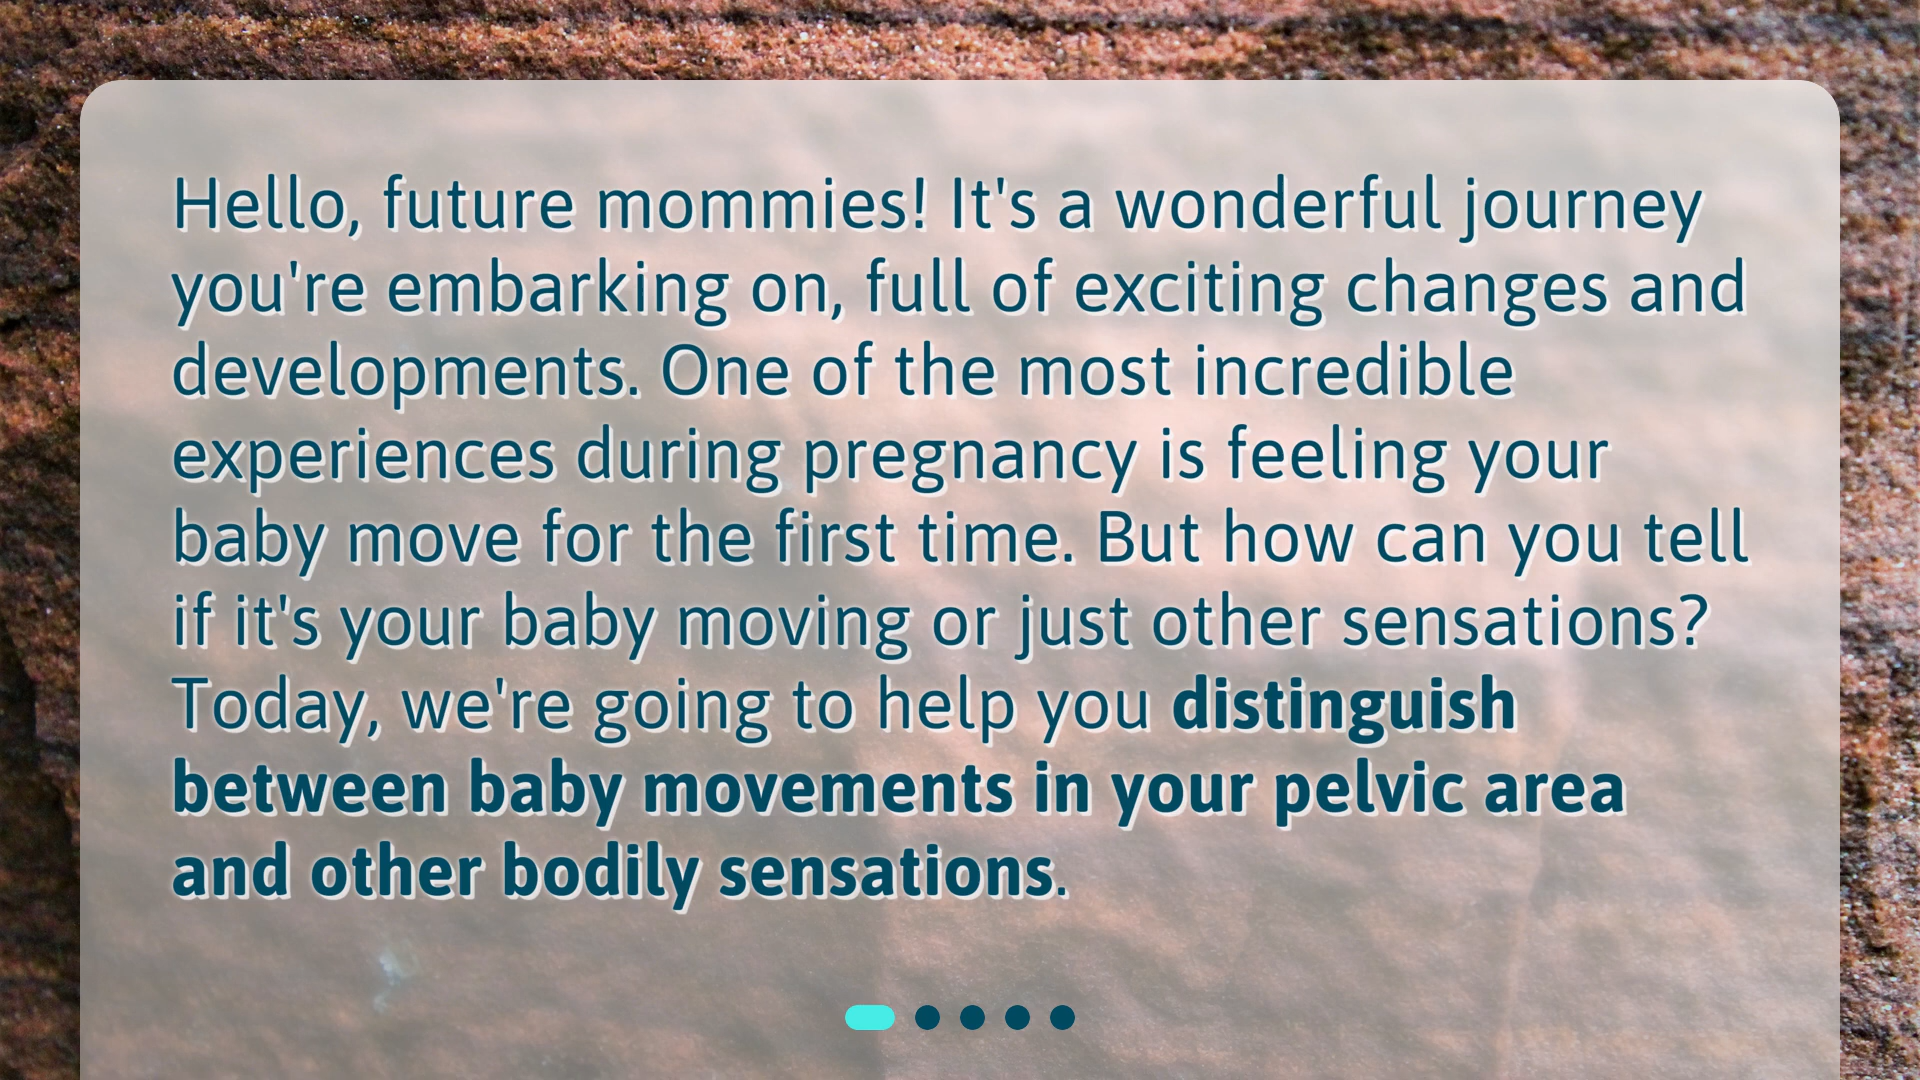 Hello, future mommies! It's a wonderful journey
you're embarking on, full of exciting changes and
developments. One of the most incredible
experiences during pregnancy is feeling your
baby move for the first time. But how can you tell
if it's your baby moving or just other sensations?
Today, we're going to help you distinguish
between baby movements in your pelvic area
and other bodily sensations.